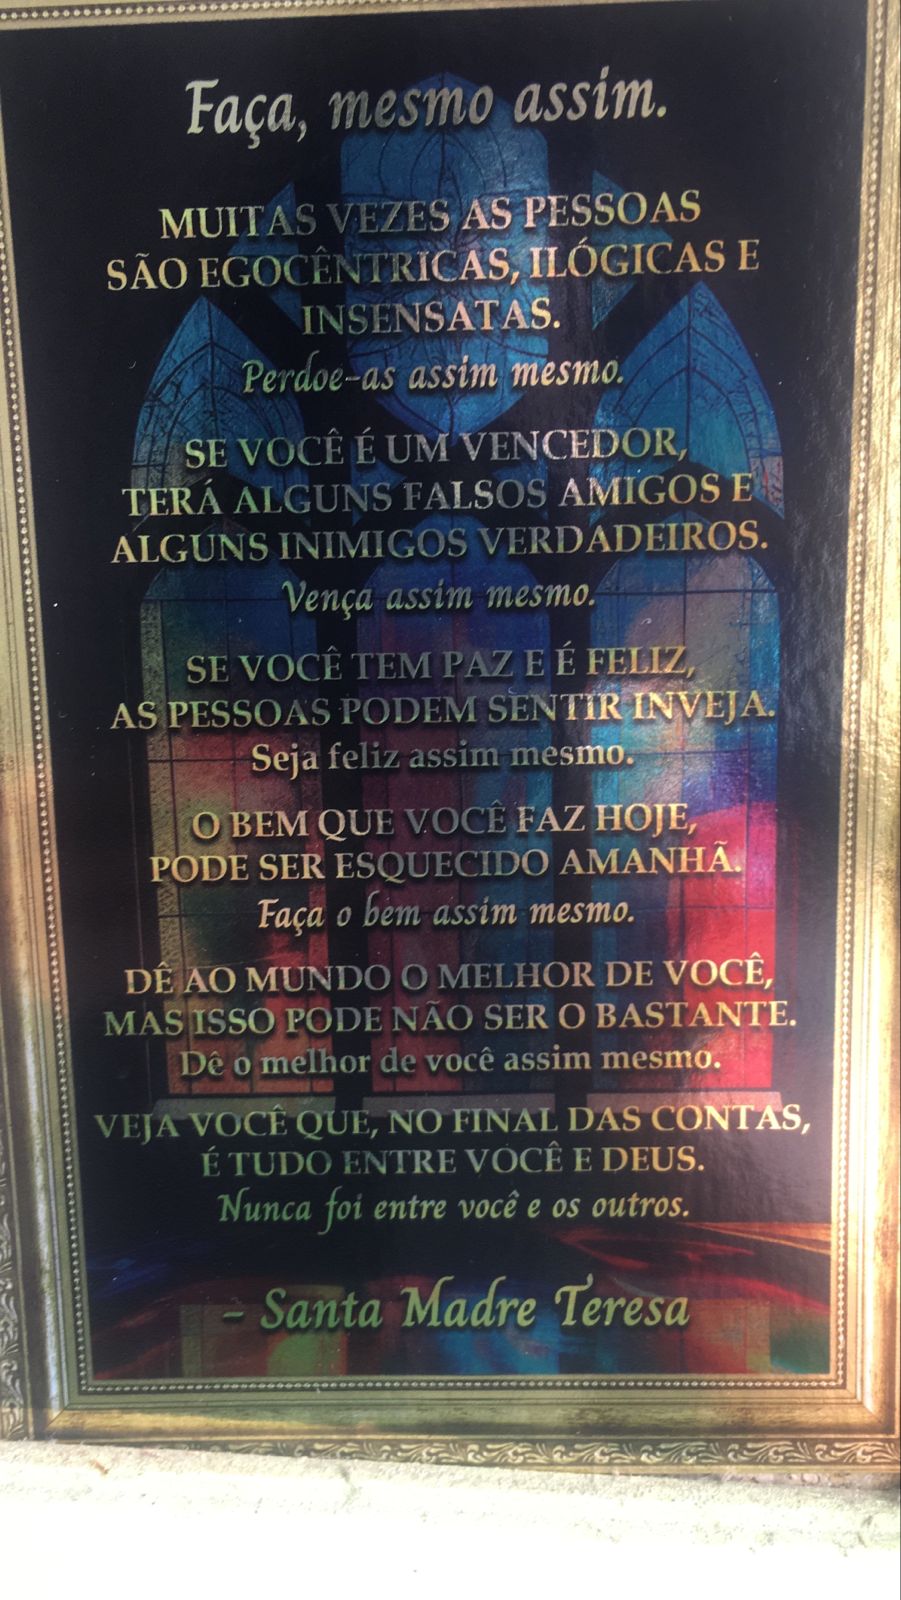 Faça, mesmo assim.
MUITAS VEZES AS PESSOAS
SÃO EGOCÊNTRICAS, ILÓGICAS E
INSENSATAS.
Perdoe-as assim mesmo.
SE VOCÊ É UM VENCEDOR,
TERÁ ALGUNS FALSOS AMIGOS E
ALGUNS INIMIGOS VERDADEIROS.
Vença assim mesmo.
SE VOCÊ TEM PAZ E É FELIZ,
AS PESSOAS PODEM SENTIR INVEJA.
Seja feliz assim mesmo.
O BEM QUE VOCÊ FAZ HOJE,
PODE SER ESQUECIDO AMANHÃ.
Faça o bem assim mesmo.
DÊ AO MUNDO O MELHOR DE VOCÊ,
MAS ISSO PODE NÃO SER O BASTANTE.
Dê o melhor de você assim mesmo.
VEJA VOCÊ QUE, NO FINAL DAS CONTAS,
É TUDO ENTRE VOCÊ E DEUS.
Nunca foi entre você e os outros.
- Santa Madre Teresa